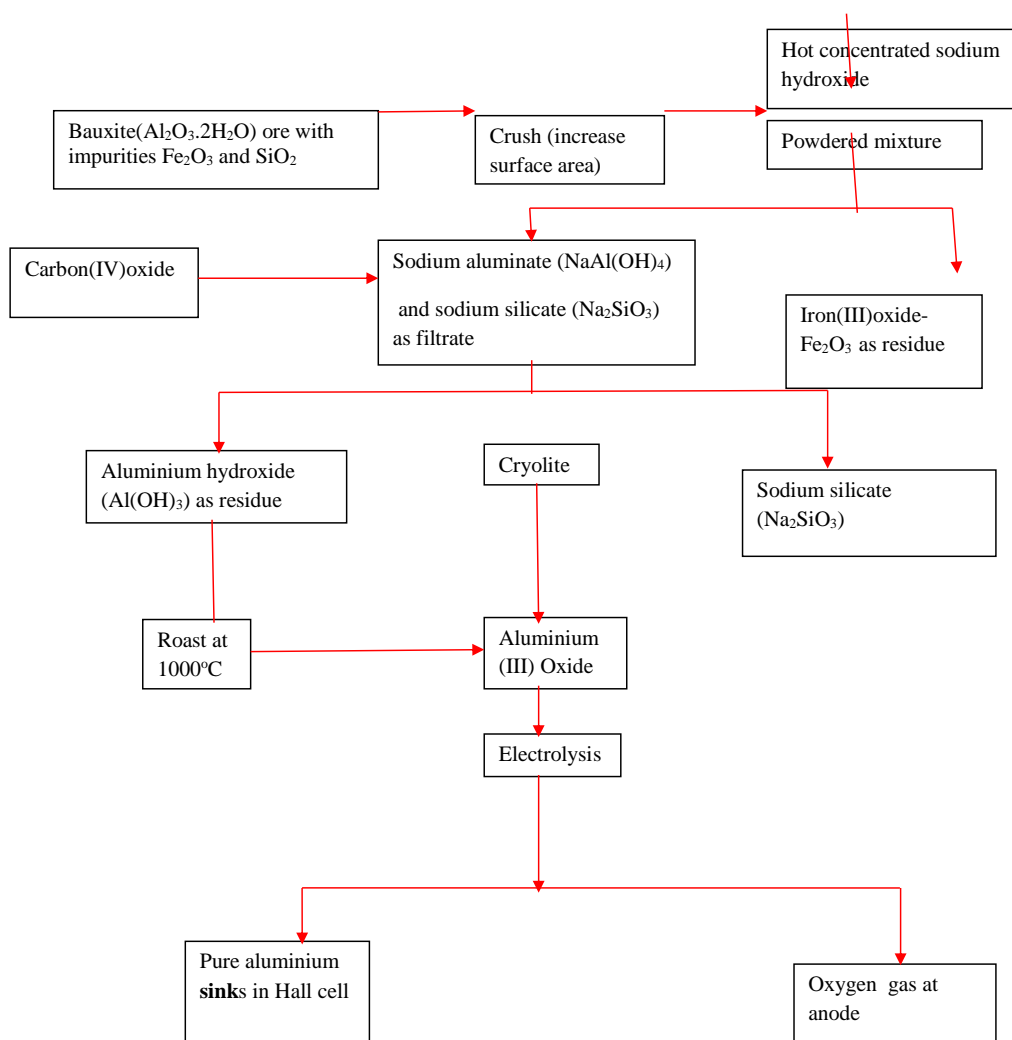 Hot concentrated sodium
hydroxide
Bauxite(Al₂O₃.2H₂O) ore with
impurities Fe₂O₃ and SiO₂
Crush (increase
surface area)
Powdered mixture
Carbon(IV)oxide
Sodium aluminate (NaAl(OH)₄)
and sodium silicate (Na₂SiO₃)
as filtrate
Iron(III)oxide-
Fe₂O₃ as residue
Aluminium hydroxide
(Al(OH)₃) as residue
Cryolite
Sodium silicate
(Na₂SiO₃)
Roast at
1000ºC
Aluminium
(III) Oxide
Electrolysis
Pure aluminium
sinks in Hall cell
Oxygen gas at
anode